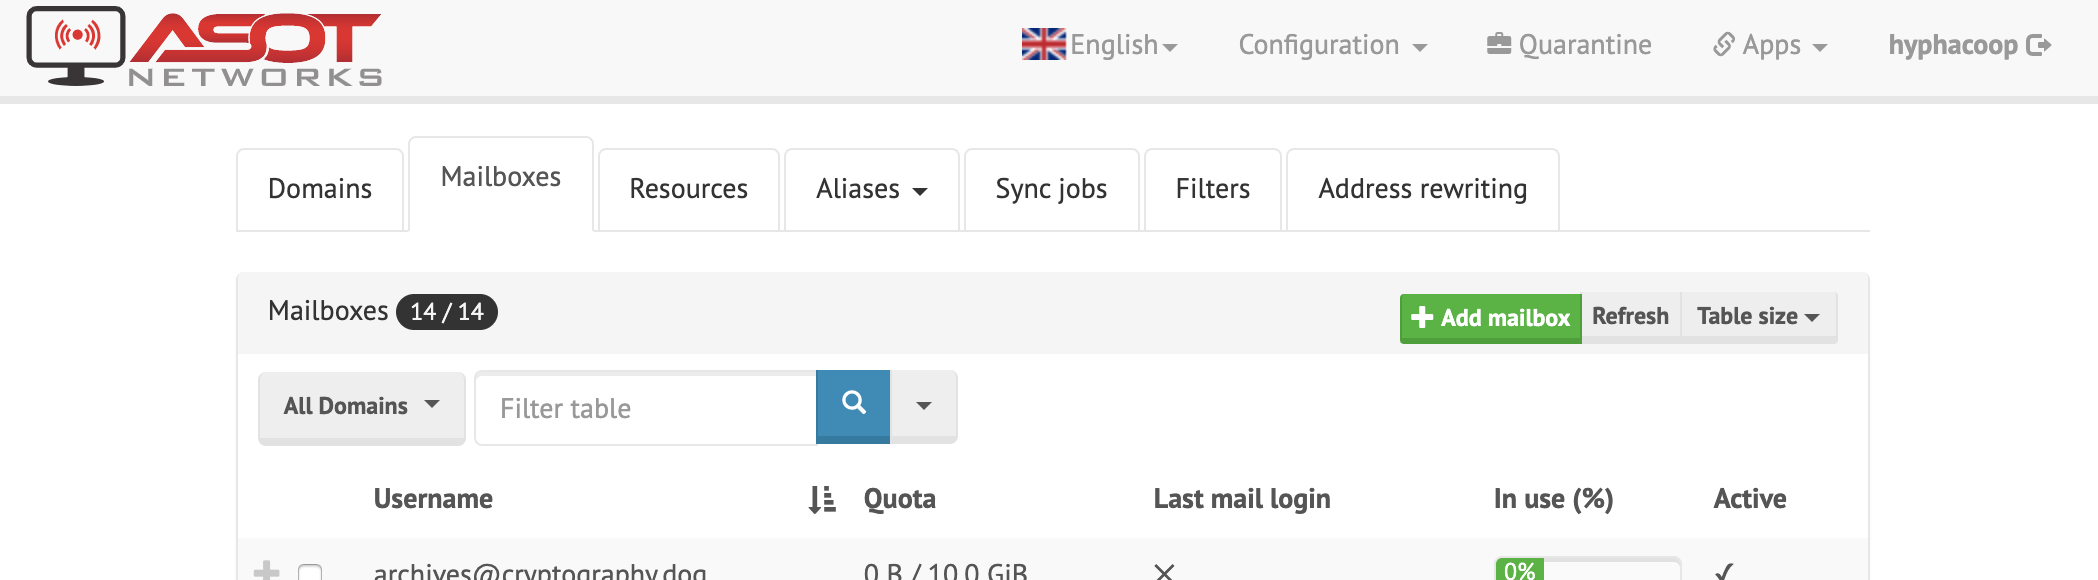 ASOT
NETWORKS
English
Configuration
Quarantine
Apps
hyphacoop
Domains
Mailboxes
Resources
Aliases
Sync jobs
Filters
Address rewriting
Mailboxes 14 / 14
Add mailbox
Refresh
Table size
All Domains
Filter table
Username
Quota
Last mail login
In use (%)
Active
archives@cryptography.dog
0 B / 10.0 GiB
0%